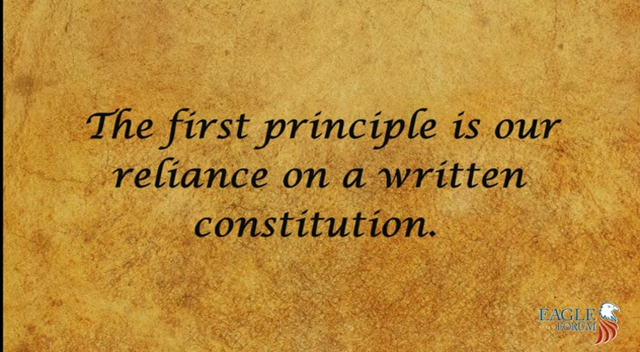 The first principle is our
reliance on a written
constitution.
EAGLE
FORUM